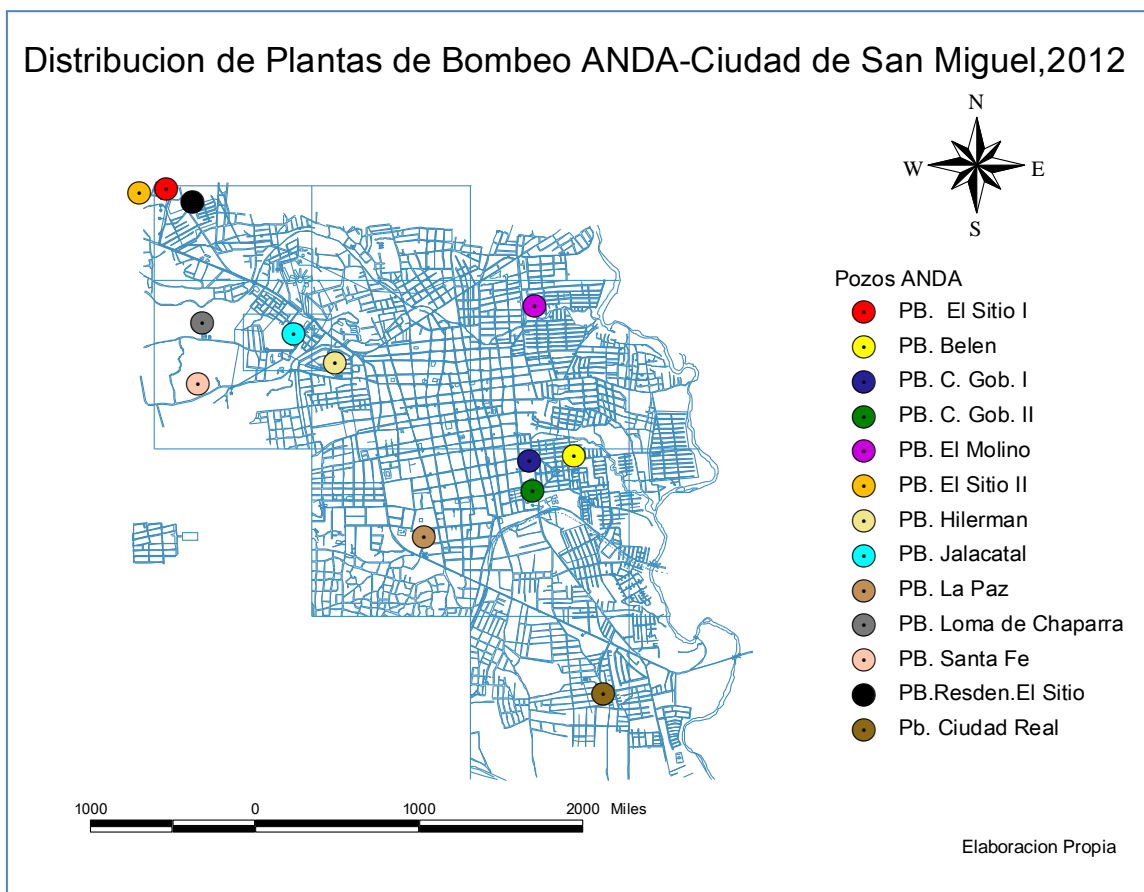 Distribucion de Plantas de Bombeo ANDA-Ciudad de San Miguel,2012
N
W E
S
Pozos ANDA
PB. El Sitio I
PB. Belen
PB. C. Gob. I
PB. C. Gob. II
PB. El Molino
PB. El Sitio II
PB. Hilerman
PB. Jalacatal
PB. La Paz
PB. Loma de Chaparra
PB. Santa Fe
PB.Resden.El Sitio
Pb. Ciudad Real
1000 0 1000 2000 Miles
Elaboracion Propia